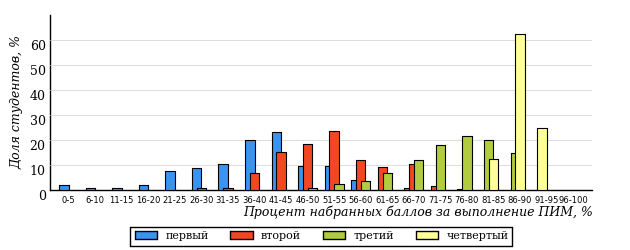 Доля студентов, %
60
50
40
30
20
10
0
0-5 6-10 11-15 16-20 21-25 26-30 31-35 36-40 41-45 46-50 51-55 56-60 61-65 66-70 71-75 76-80 81-85 86-90 91-95 96-100
Процент набранных баллов за выполнение ПИМ, %
первый второй третий четвертый